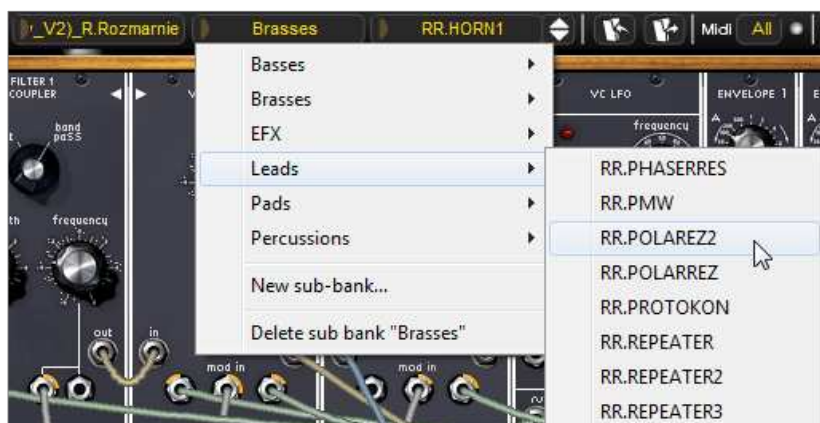 _V2)_R.Rozmarnie Brasses RR.HORN1 Midi All
FILTER 1
COUPLER
VC LFO
ENVELOPE 1
band
pass
frequency
frequency
out
in
mod in
mod in
Basses
Brasses
EFX
Leads
Pads
Percussions
New sub-bank...
Delete sub bank "Brasses"
RR.PHASERRES
RR.PMW
RR.POLAREZ2
RR.POLARREZ
RR.PROTOKON
RR.REPEATER
RR.REPEATER2
RR.REPEATER3